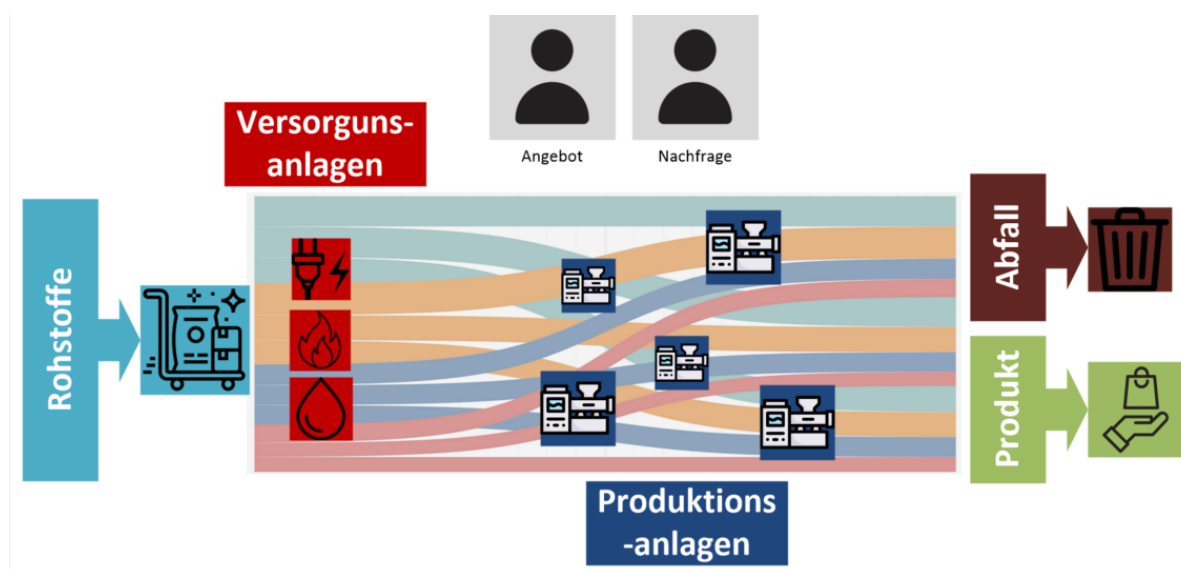 Angebot
Nachfrage
Versorguns-
anlagen
Rohstoffe
Abfall
Produkt
Produktions
-anlagen